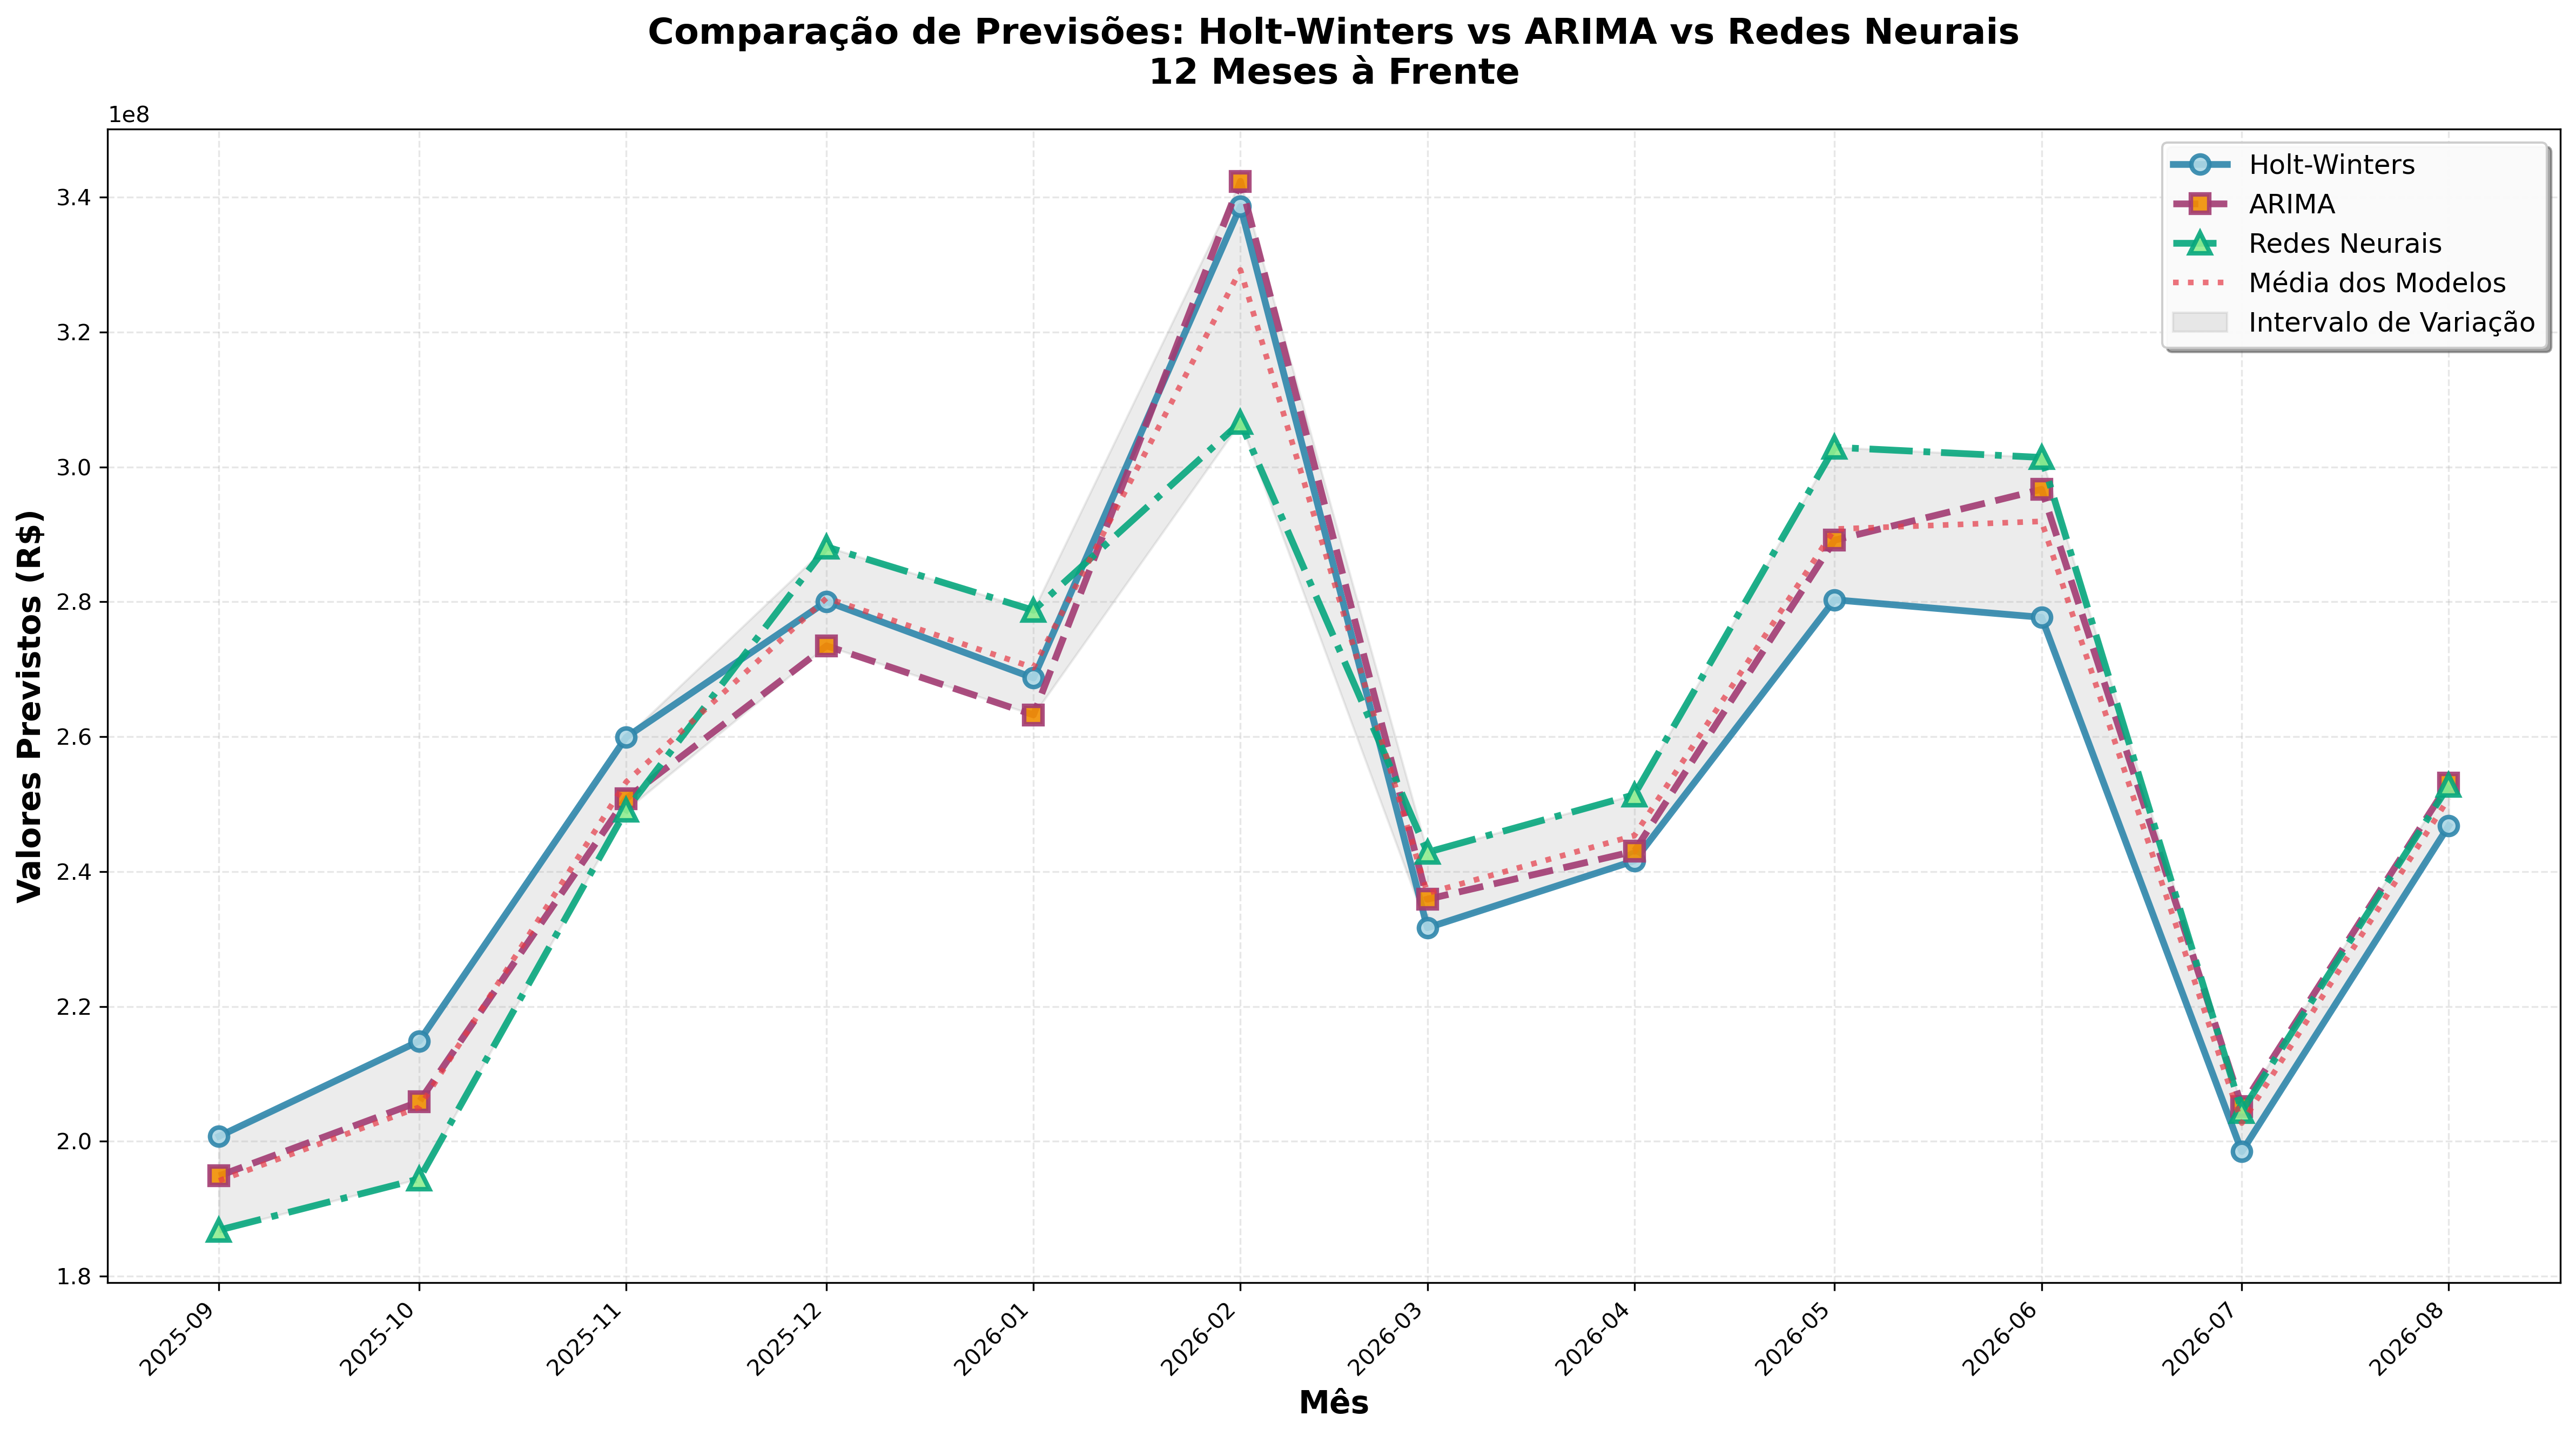 Comparação de Previsões: Holt-Winters vs ARIMA vs Redes Neurais
12 Meses à Frente
1e8
Holt-Winters
ARIMA
Redes Neurais
Média dos Modelos
Intervalo de Variação
Valores Previstos (R$)
3.4
3.2
3.0
2.8
2.6
2.4
2.2
2.0
1.8
2025-09
2025-10
2025-11
2025-12
2026-01
2026-02
2026-03
2026-04
2026-05
2026-06
2026-07
2026-08
Mês